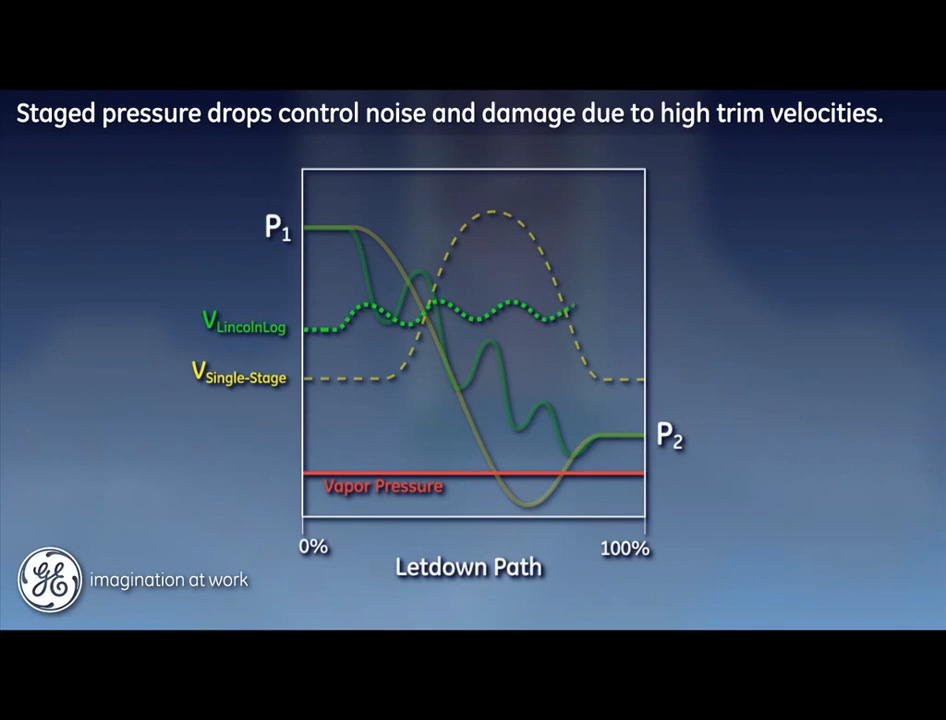 Staged pressure drops control noise and damage due to high trim velocities.
P1
VLincolnLog
VSingle-Stage
P2
Vapor Pressure
0%
100%
Letdown Path
GE
imagination at work